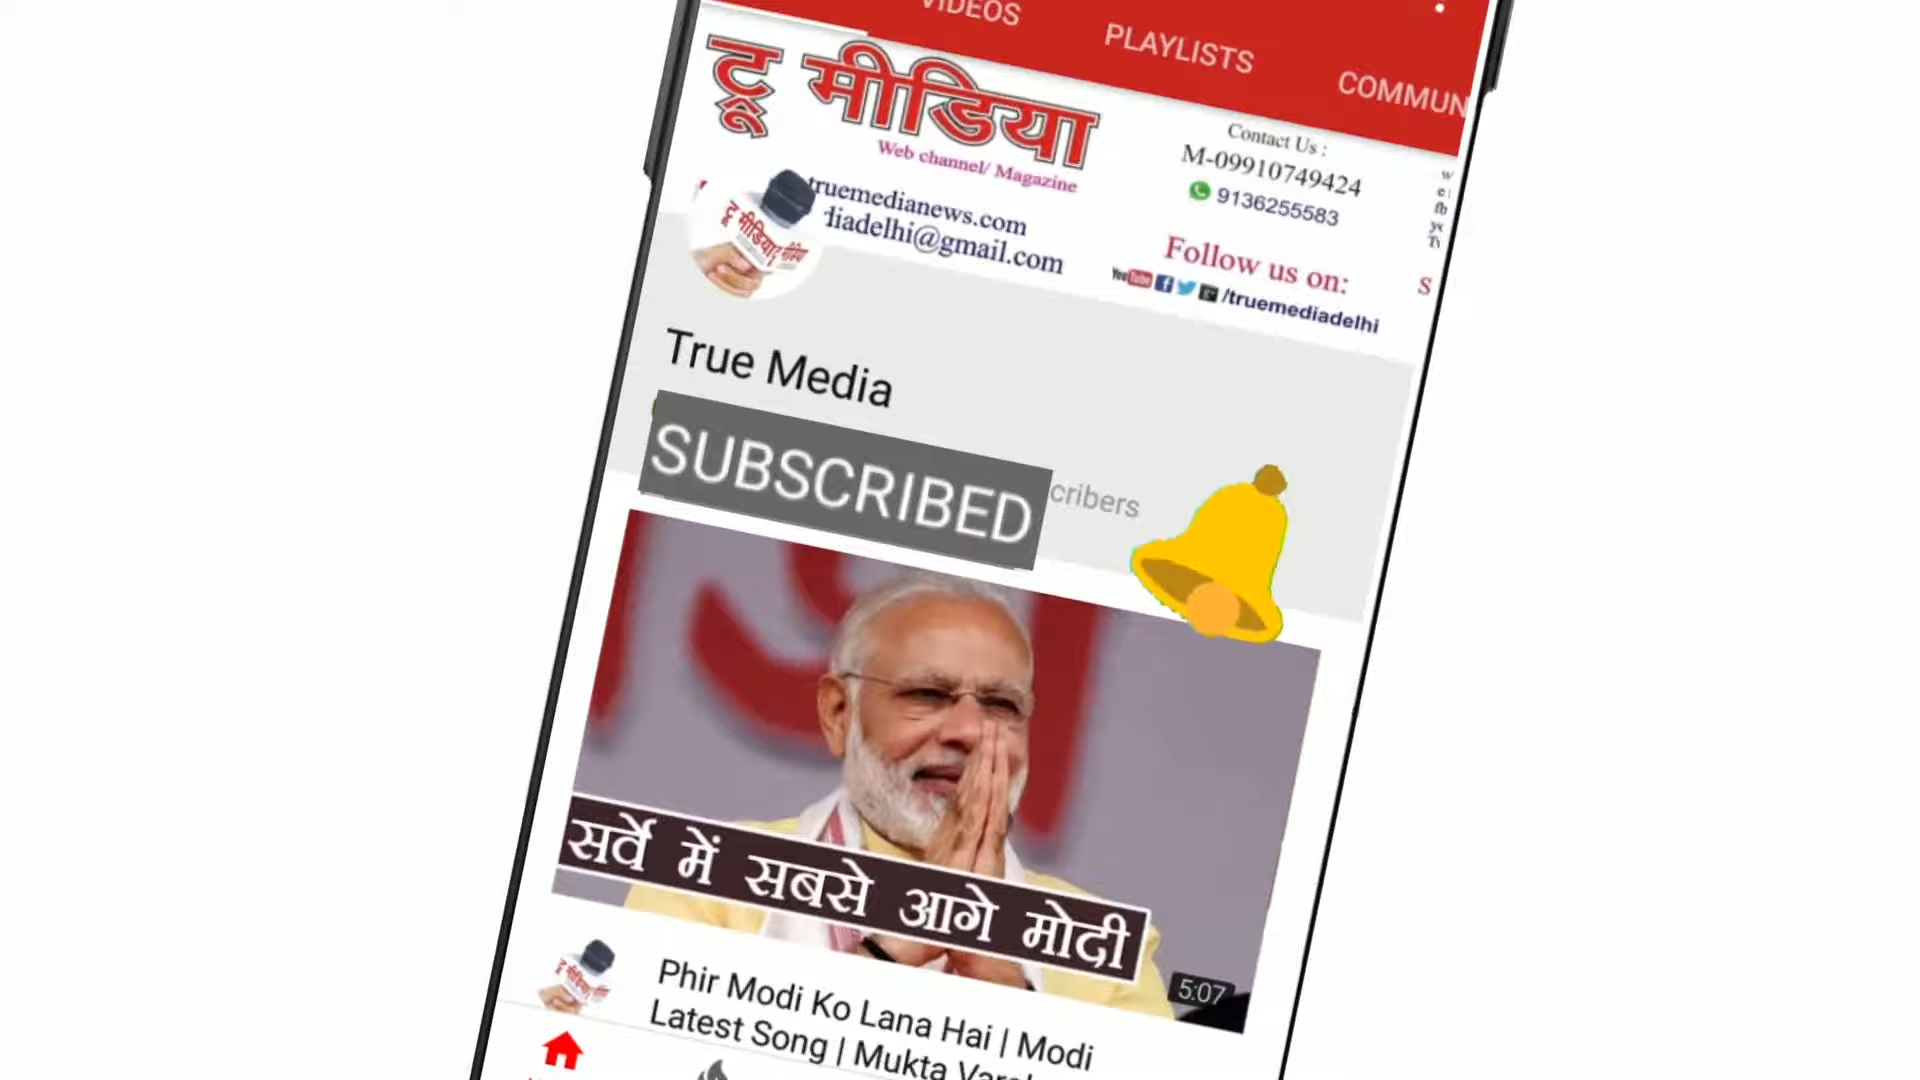 VIDEOS
PLAYLISTS
COMMUN
ट्रू मीडिया
Web channel/ Magazine
Contact Us :
M-09910749424
9136255583
truemedianews.com
diadelhi@gmail.com
Follow us on:
YouTube
/truemediadelhi
S
ट्रू मीडिया
True Media
SUBSCRIBED
cribers
सर्वे में सबसे आगे मोदी
5:07
Phir Modi Ko Lana Hai | Modi
Latest Song | Mukta